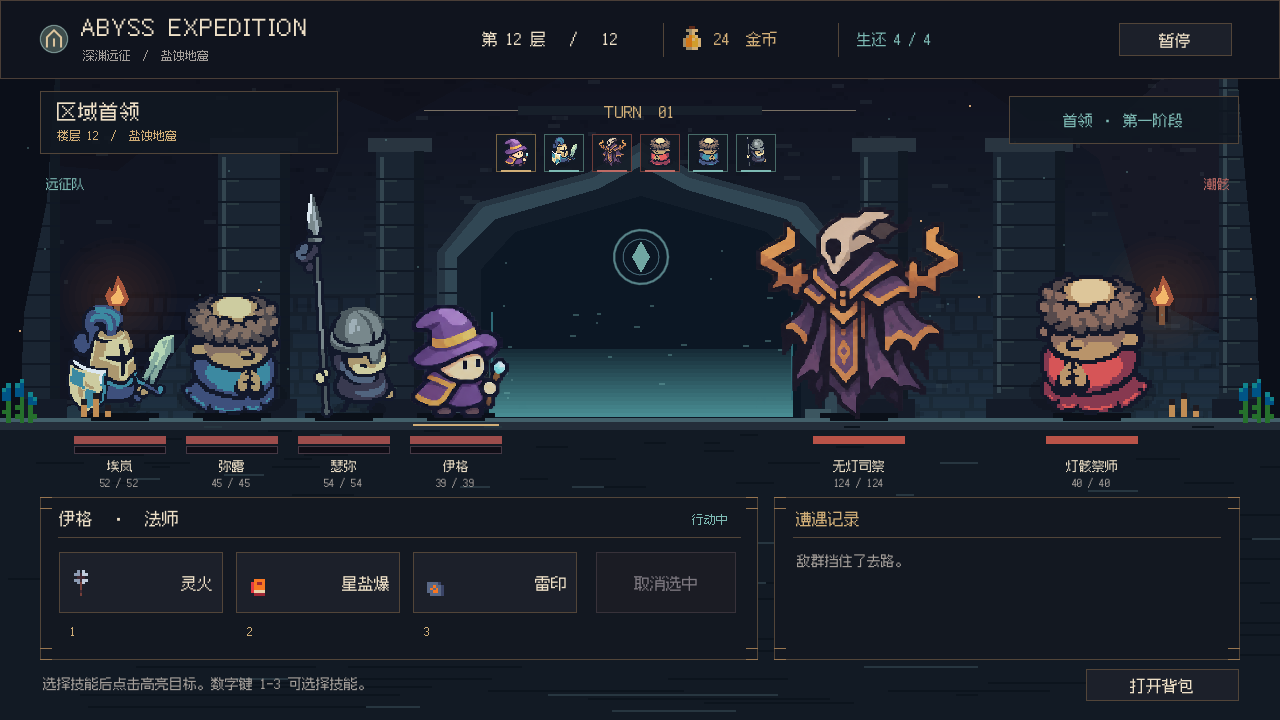 ABYSS EXPEDITION
深渊远征 / 盐蚀地窟
第 12 层 / 12
24 金币
生还 4 / 4
暂停
区域首领
楼层 12 / 盐蚀地窟
TURN 01
首领 · 第一阶段
远征队
潮骸
埃岚
52 / 52
弥露
45 / 45
瑟弥
54 / 54
伊格
39 / 39
无灯司祭
124 / 124
灯骸祭师
40 / 40
伊格 · 法师
行动中
灵火
星盐爆
雷印
取消选中
1
2
3
遭遇记录
敌群挡住了去路。
选择技能后点击高亮目标。数字键 1-3 可选择技能。
打开背包